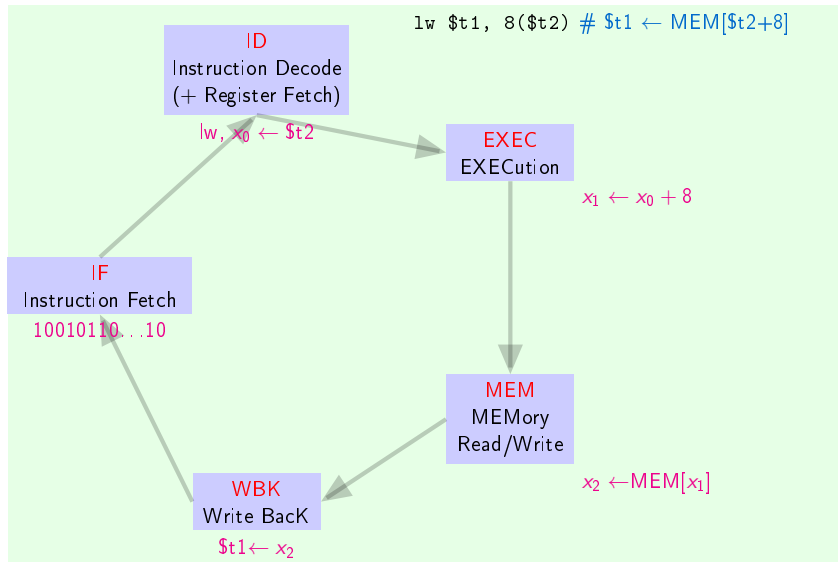 lw $t1, 8($t2) # $t1 ← MEM[$t2+8]
ID
Instruction Decode
(+ Register Fetch)
lw, x₀ ← $t2
EXEC
EXECution
x₁ ← x₀ + 8
IF
Instruction Fetch
10010110...10
MEM
MEMory
Read/Write
x₂ ←MEM[x₁]
WBK
Write BacK
$t1← x₂